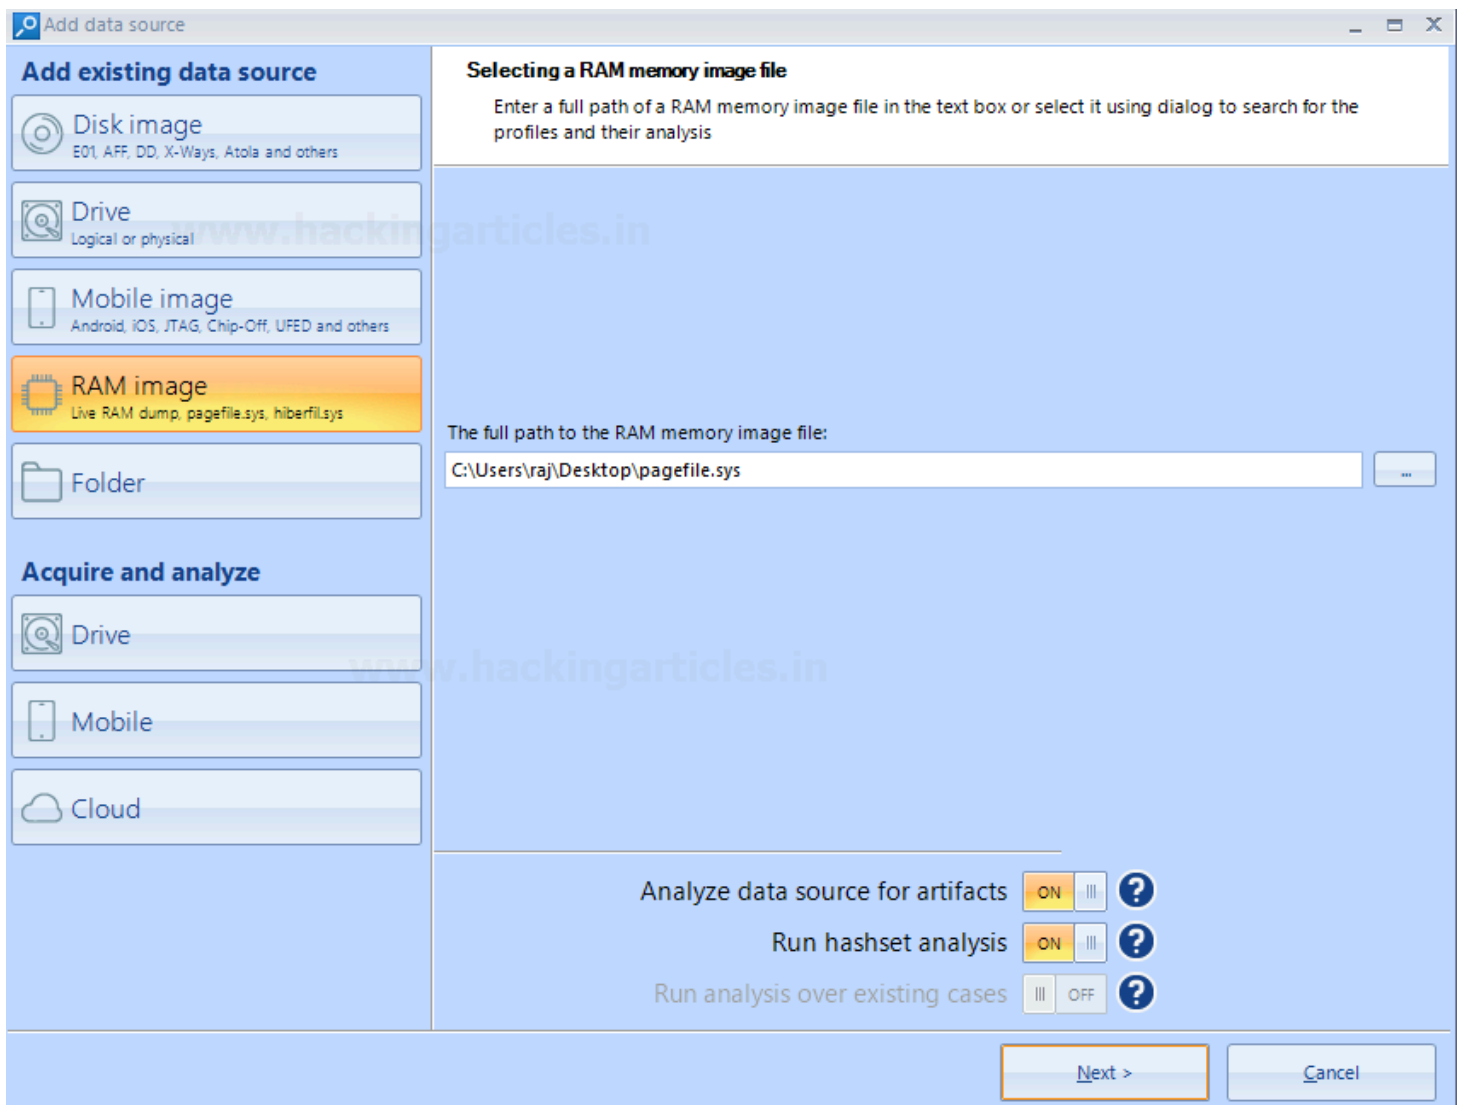 Add data source
Add existing data source
Disk image
E01, AFF, DD, X-Ways, Atola and others
Drive
Logical or physical
Mobile image
Android, iOS, JTAG, Chip-Off, UFED and others
RAM image
Live RAM dump, pagefile.sys, hiberfil.sys
Folder
Acquire and analyze
Drive
Mobile
Cloud
Selecting a RAM memory image file
Enter a full path of a RAM memory image file in the text box or select it using dialog to search for the
profiles and their analysis
www.hackingarticles.in
The full path to the RAM memory image file:
C:\Users\raj\Desktop\pagefile.sys
...
www.hackingarticles.in
Analyze data source for artifacts ON
Run hashset analysis ON
Run analysis over existing cases OFF
Next >
Cancel